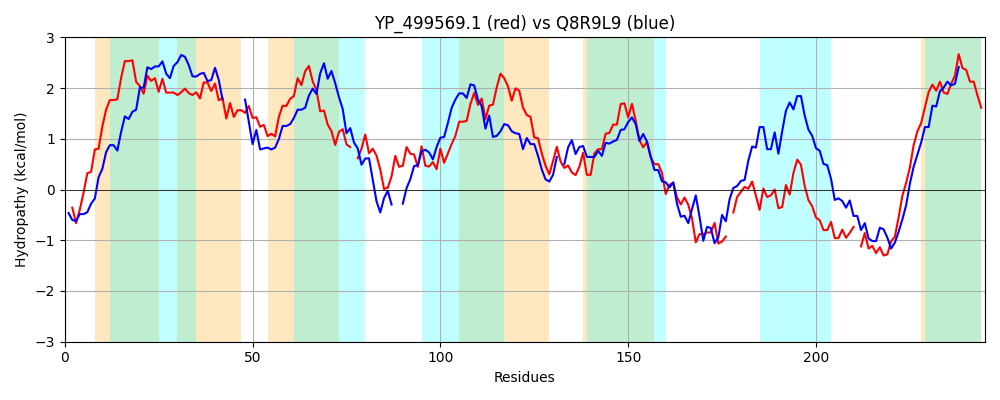 YP_499569.1 (red) vs Q8R9L9 (blue)
Hydropathy (kcal/mol)
3
2
1
0
−1
−2
−3
0 50 100 150 200
Residues